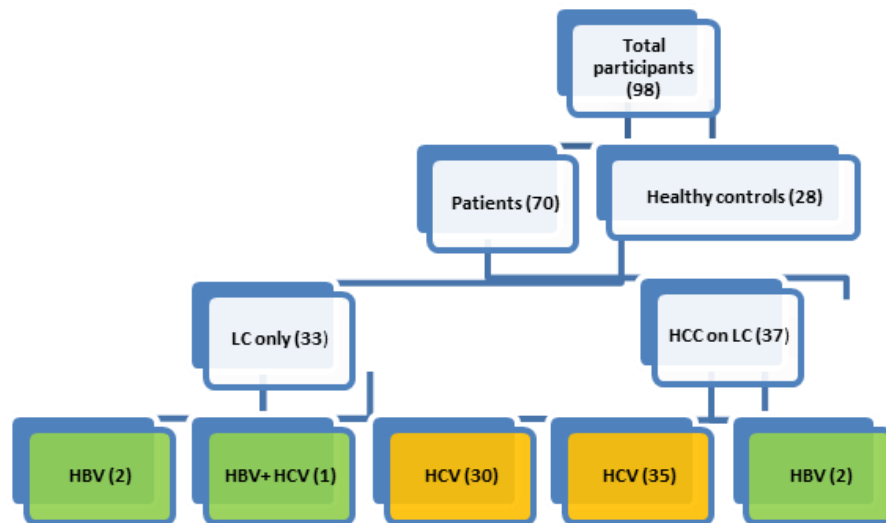 Total
participants
(98)
Patients (70)
Healthy controls (28)
LC only (33)
HCC on LC (37)
HBV (2)
HBV+ HCV (1)
HCV (30)
HCV (35)
HBV (2)